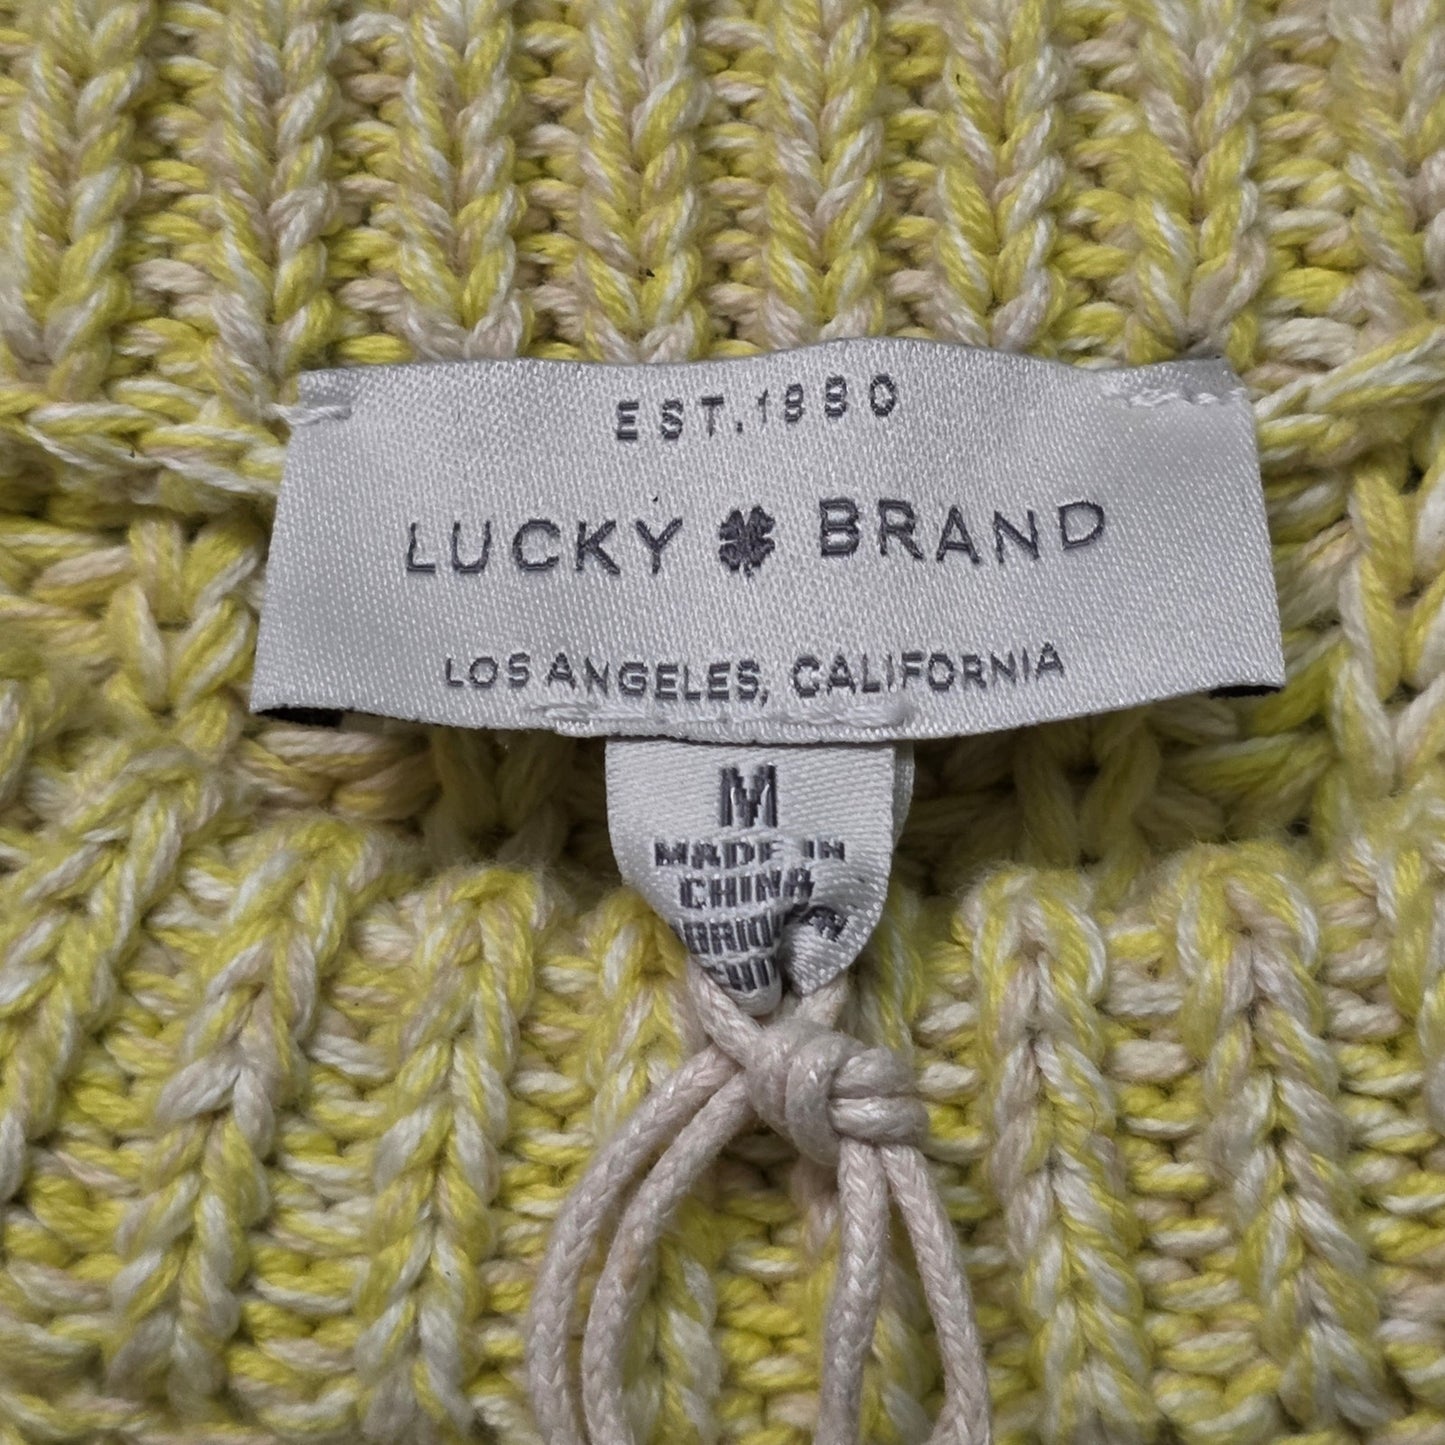 EST. 1990
LUCKY BRAND
LOS ANGELES, CALIFORNIA
M
MADE IN
CHINA